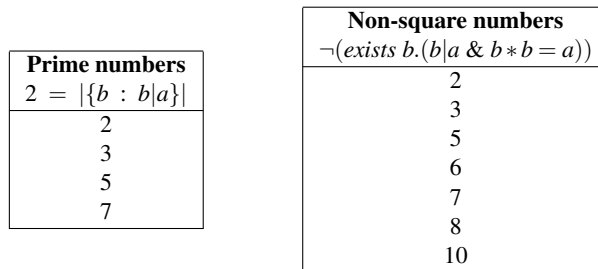 Prime numbers
2 = |{b : b|a}|
2
3
5
7
Non-square numbers
¬(exists b.(b|a & b∗b = a))
2
3
5
6
7
8
10